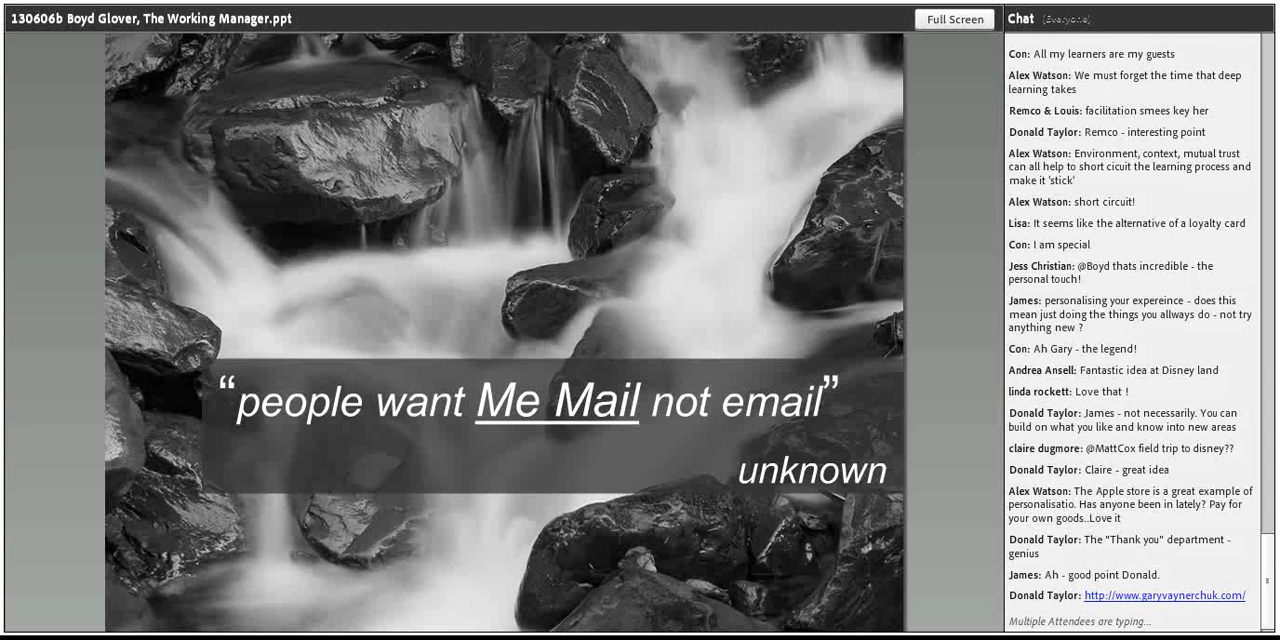 130606b Boyd Glover, The Working Manager.ppt
Full Screen
“people want Me Mail not email”
unknown
Chat (Everyone)
Con: All my learners are my guests
Alex Watson: We must forget the time that deep
learning takes
Remco & Louis: facilitation smees key her
Donald Taylor: Remco - interesting point
Alex Watson: Environment, context, mutual trust
can all help to short cicuit the learning process and
make it 'stick'
Alex Watson: short circuit!
Lisa: It seems like the alternative of a loyalty card
Con: I am special
Jess Christian: @Boyd thats incredible - the
personal touch!
James: personalising your expereince - does this
mean just doing the things you allways do - not try
anything new ?
Con: Ah Gary - the legend!
Andrea Ansell: Fantastic idea at Disney land
linda rockett: Love that !
Donald Taylor: James - not necessarily. You can
build on what you like and know into new areas
claire dugmore: @MattCox field trip to disney??
Donald Taylor: Claire - great idea
Alex Watson: The Apple store is a great example of
personalisatio. Has anyone been in lately? Pay for
your own goods..Love it
Donald Taylor: The "Thank you" department -
genius
James: Ah - good point Donald.
Donald Taylor: http://www.garyvaynerchuk.com/
Multiple Attendees are typing...